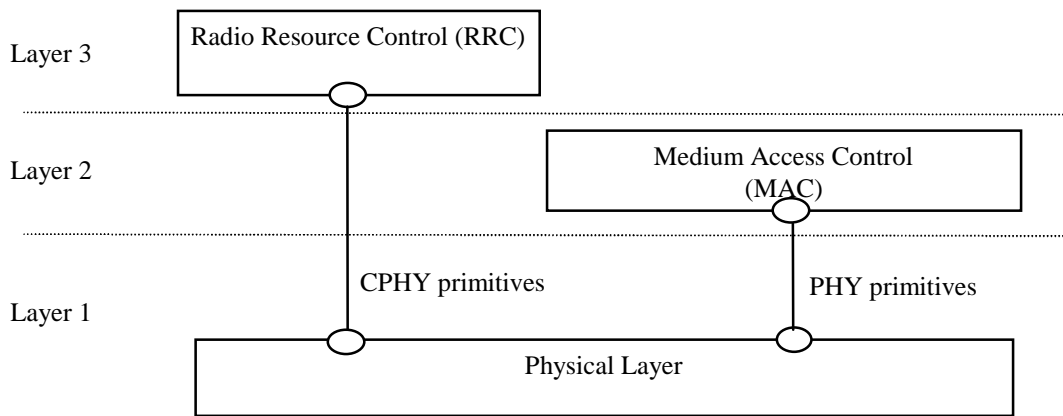 Radio Resource Control (RRC)
Layer 3
Medium Access Control
(MAC)
Layer 2
CPHY primitives
PHY primitives
Layer 1
Physical Layer